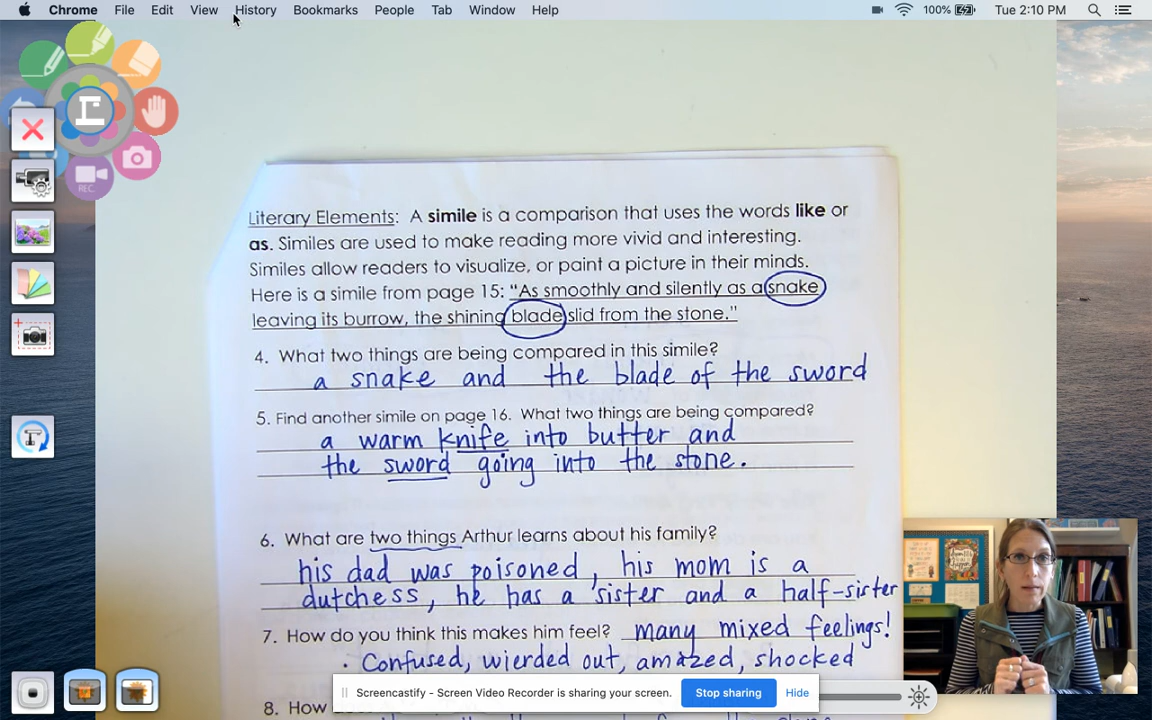 Chrome File Edit View History Bookmarks People Tab Window Help 100% Tue 2:10 PM
REC
Literary Elements: A simile is a comparison that uses the words like or
as. Similes are used to make reading more vivid and interesting.
Similes allow readers to visualize, or paint a picture in their minds.
Here is a simile from page 15: "As smoothly and silently as a snake
leaving its burrow, the shining blade slid from the stone."
4. What two things are being compared in this simile?
a snake and the blade of the sword
5. Find another simile on page 16. What two things are being compared?
a warm knife into butter and
the sword going into the stone.
6. What are two things Arthur learns about his family?
his dad was poisoned, his mom is a
dutchess, he has a sister and a half-sister
7. How do you think this makes him feel? many mixed feelings!
· Confused, wierded out, amazed, shocked
Screencastify - Screen Video Recorder is sharing your screen. Stop sharing Hide
8. How